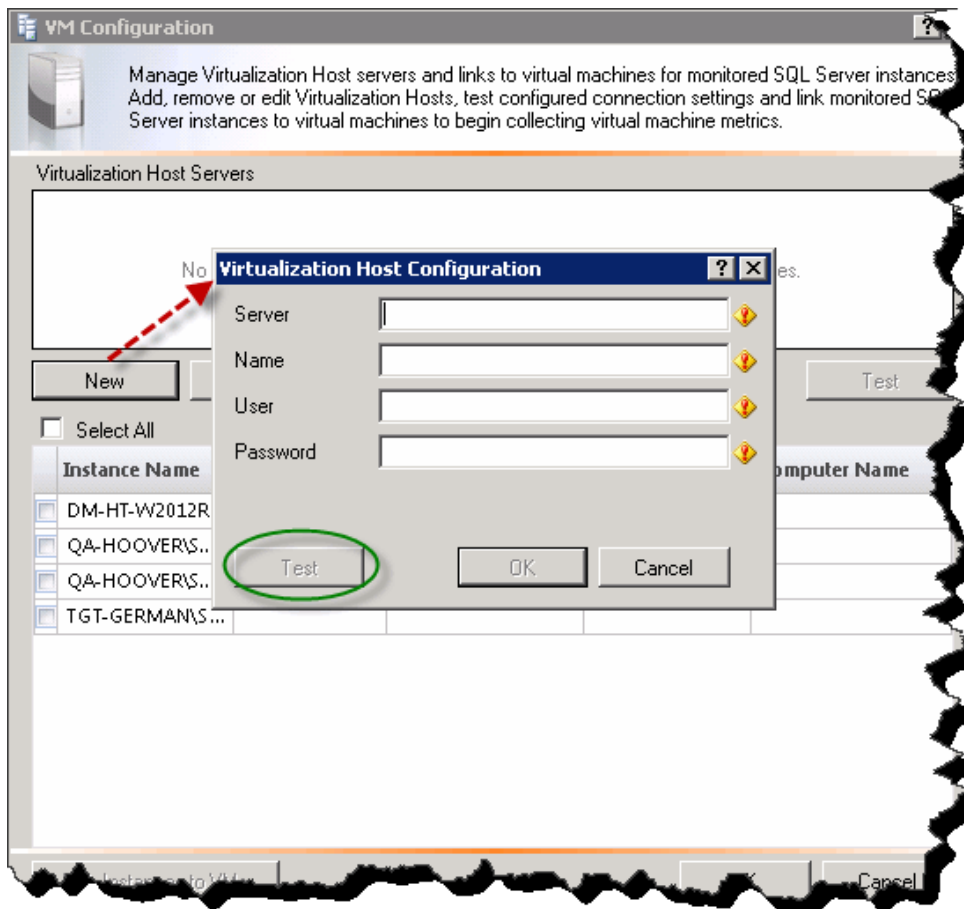 VM Configuration
Manage Virtualization Host servers and links to virtual machines for monitored SQL Server instances
Add, remove or edit Virtualization Hosts, test configured connection settings and link monitored
Server instances to virtual machines to begin collecting virtual machine metrics.
Virtualization Host Servers
No
es.
Virtualization Host Configuration
Server
Name
User
Password
Test
OK
Cancel
New
Test
Select All
Instance Name
omputer Name
DM-HT-W2012R
QA-HOOVER\S...
QA-HOOVER\S...
TGT-GERMAN\S...
Cancel